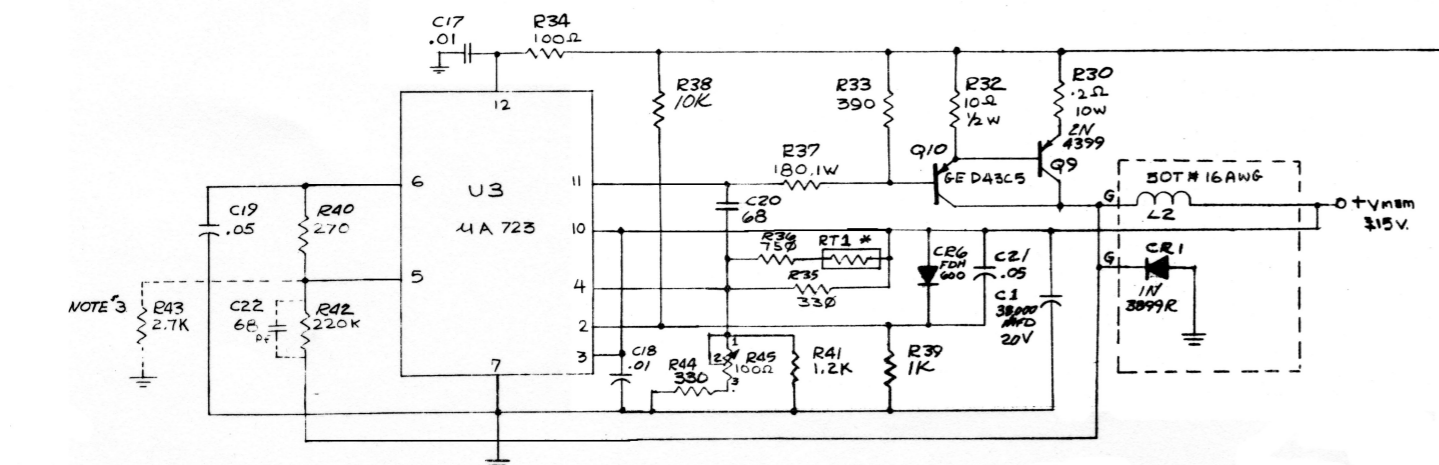 C17
.01
R34
100Ω
12
R38
10K
R33
390
R32
10Ω
½ W
R30
.2Ω
10W
2N
4399
Q9
Q10
GE D43C5
R37
180.1W
U3
µA 723
6
11
5
10
4
2
3
7
C19
.05
R40
270
NOTE #3
R43
2.7K
C22
68
PF
R42
220K
C20
68
R36
750
RT1 *
R35
330
CR6
FDH
600
C21
.05
C1
38,000
MFD
20V
C18
.01
R44
330
1
2
3
R45
100Ω
R41
1.2K
R39
1K
50T # 16AWG
G
L2
G
CR1
1N
3899R
+Vmem
15V.